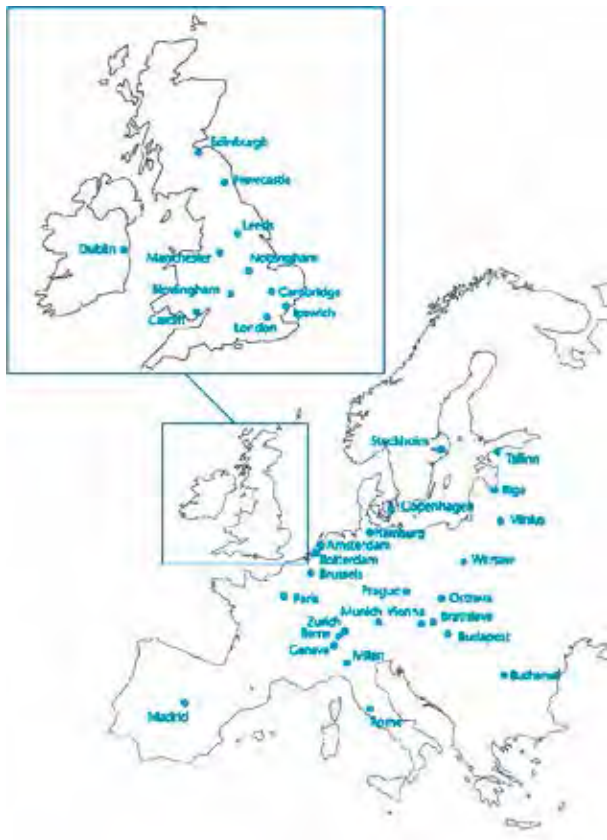 Edinburgh
Newcastle
Leeds
Dublin
Manchester
Nottingham
Birmingham
Cambridge
Cardiff
Ipswich
London
Stockholm
Tallinn
Riga
Copenhagen
Vilnius
Hamburg
Amsterdam
Rotterdam
Warsaw
Brussels
Prague
Paris
Ostrava
Munich
Vienna
Bratislava
Zurich
Budapest
Berne
Geneva
Milan
Bucharest
Madrid
Rome